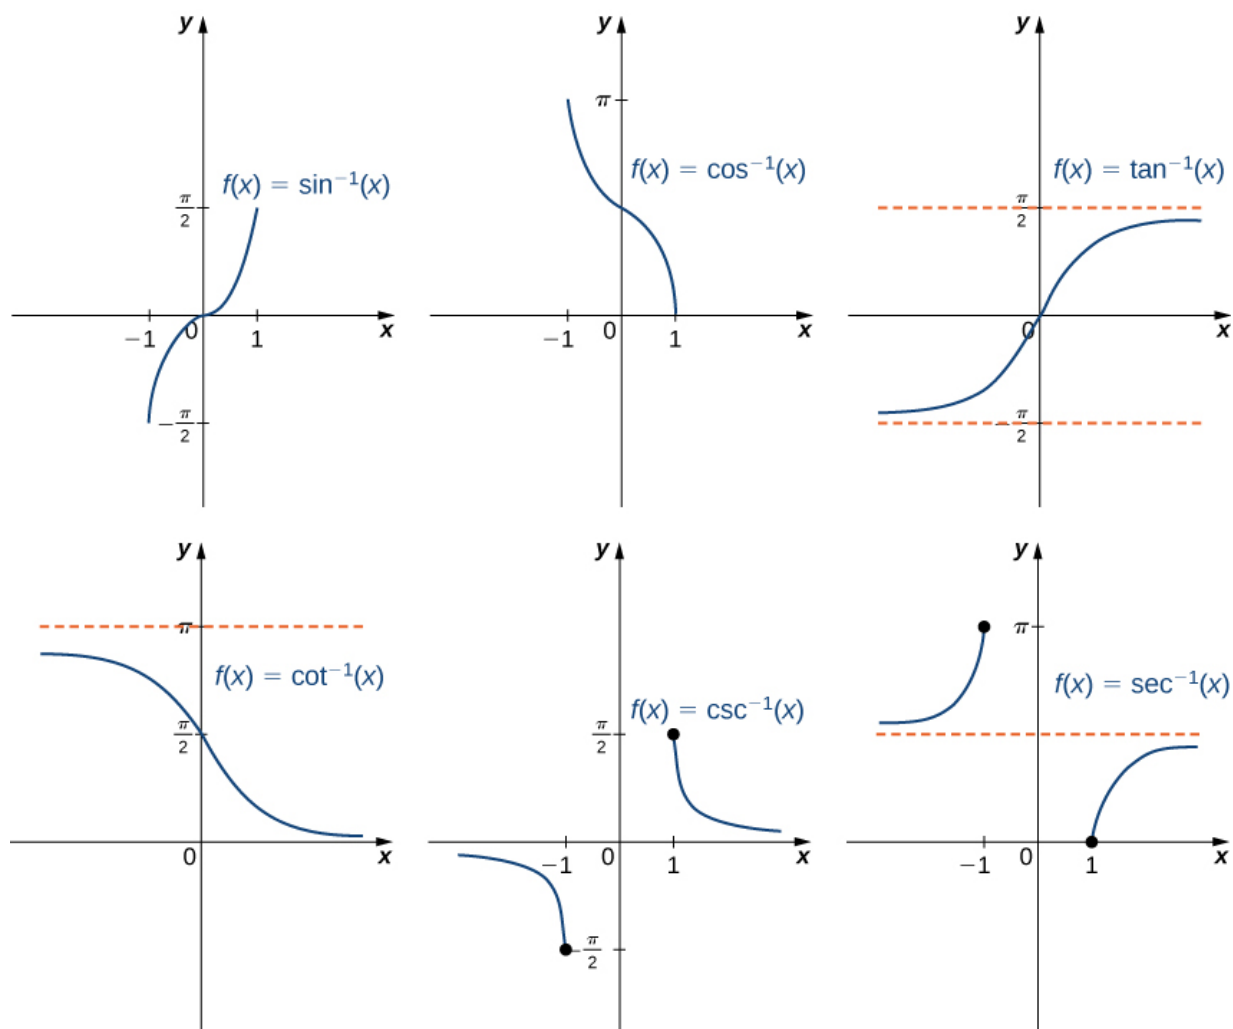 y
f(x) = sin⁻¹(x)
π/2
−1
0
1
x
−π/2
y
π
f(x) = cos⁻¹(x)
−1
0
1
x
y
f(x) = tan⁻¹(x)
π/2
0
x
−π/2
y
π
f(x) = cot⁻¹(x)
π/2
0
x
y
f(x) = csc⁻¹(x)
π/2
−1
0
1
x
−π/2
y
π
f(x) = sec⁻¹(x)
−1
0
1
x